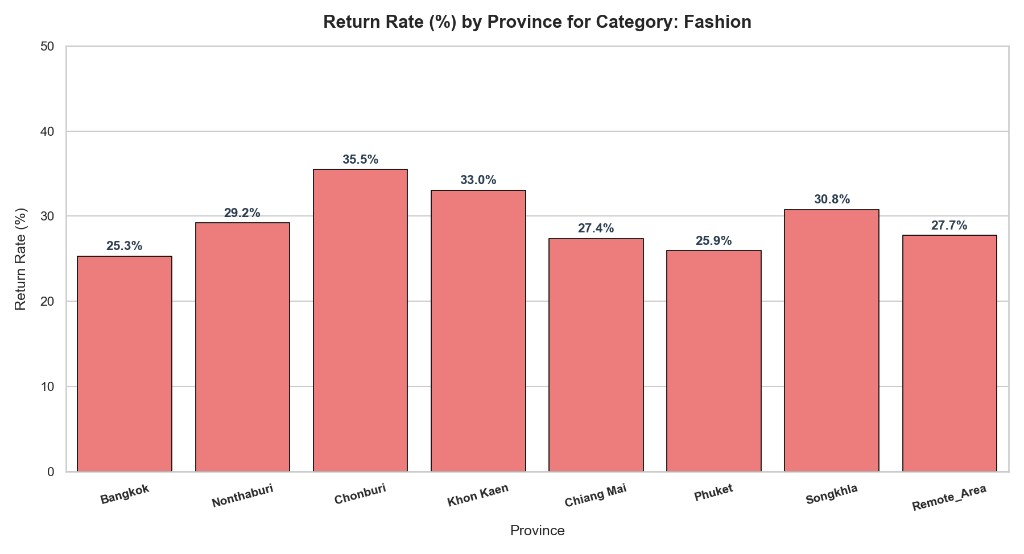 Return Rate (%) by Province for Category: Fashion
Return Rate (%)
50
40
30
20
10
0
25.3%
29.2%
35.5%
33.0%
27.4%
25.9%
30.8%
27.7%
Bangkok
Nonthaburi
Chonburi
Khon Kaen
Chiang Mai
Phuket
Songkhla
Remote_Area
Province